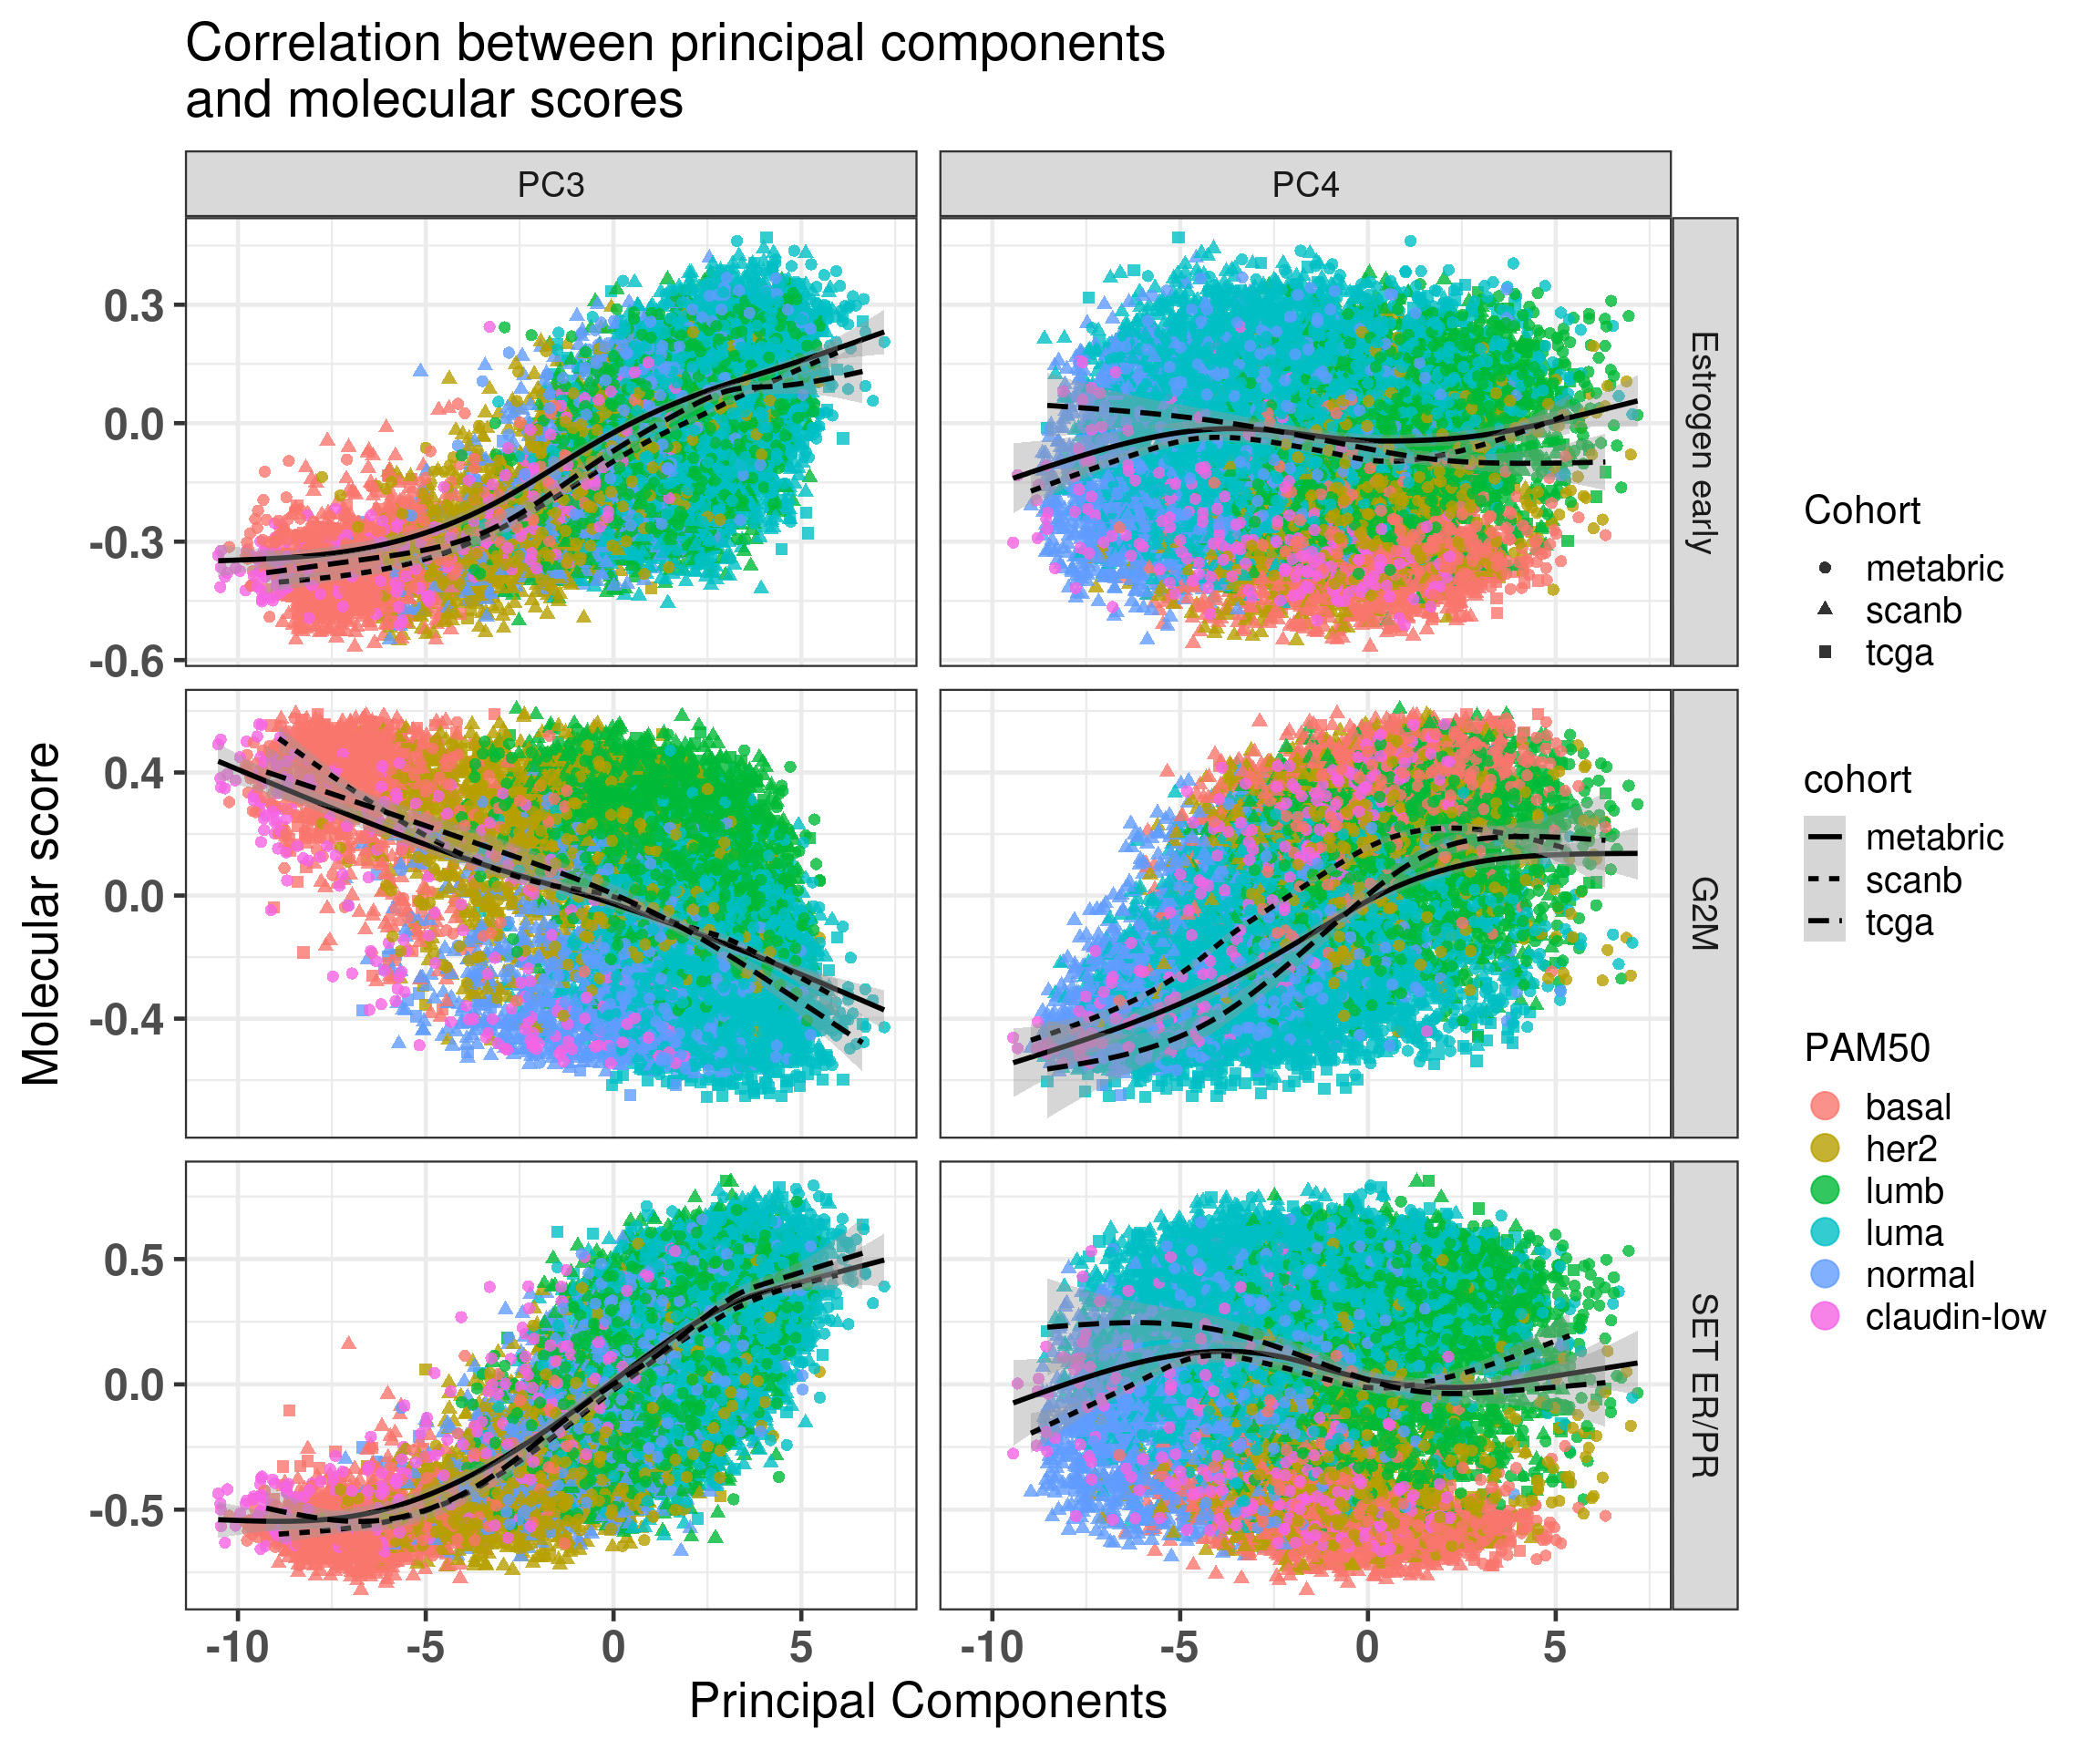 Correlation between principal components
and molecular scores
PC3
PC4
0.3
0.0
-0.3
-0.6
Estrogen early
0.4
0.0
-0.4
G2M
0.5
0.0
-0.5
SET ER/PR
-10
-5
0
5
-10
-5
0
5
Principal Components
Molecular score
Cohort
metabric
scanb
tcga
cohort
metabric
scanb
tcga
PAM50
basal
her2
lumb
luma
normal
claudin-low